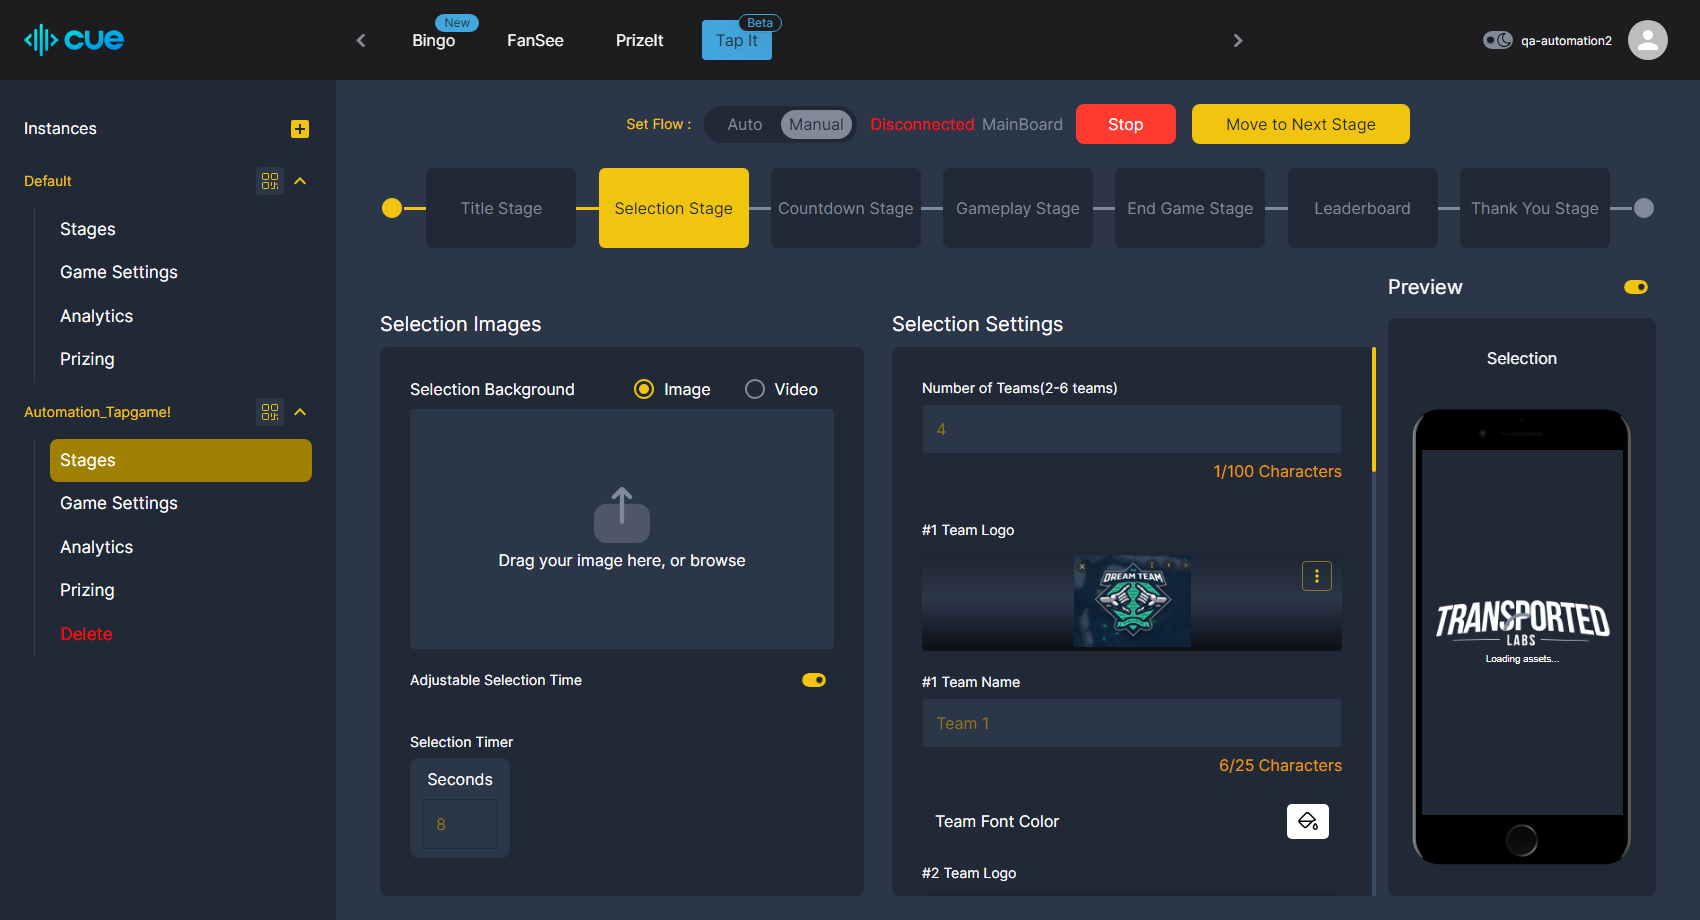 cue
New
Bingo
FanSee
PrizeIt
Beta
Tap It
qa-automation2
Instances
Default
Stages
Game Settings
Analytics
Prizing
Automation_Tapgame!
Stages
Game Settings
Analytics
Prizing
Delete
Set Flow :
Auto
Manual
Disconnected MainBoard
Stop
Move to Next Stage
Title Stage
Selection Stage
Countdown Stage
Gameplay Stage
End Game Stage
Leaderboard
Thank You Stage
Selection Images
Selection Background
Image
Video
Drag your image here, or browse
Adjustable Selection Time
Selection Timer
Seconds
8
Selection Settings
Number of Teams(2-6 teams)
4
1/100 Characters
#1 Team Logo
DREAM TEAM
#1 Team Name
Team 1
6/25 Characters
Team Font Color
#2 Team Logo
Preview
Selection
TRANSPORTED
LABS
Loading assets...